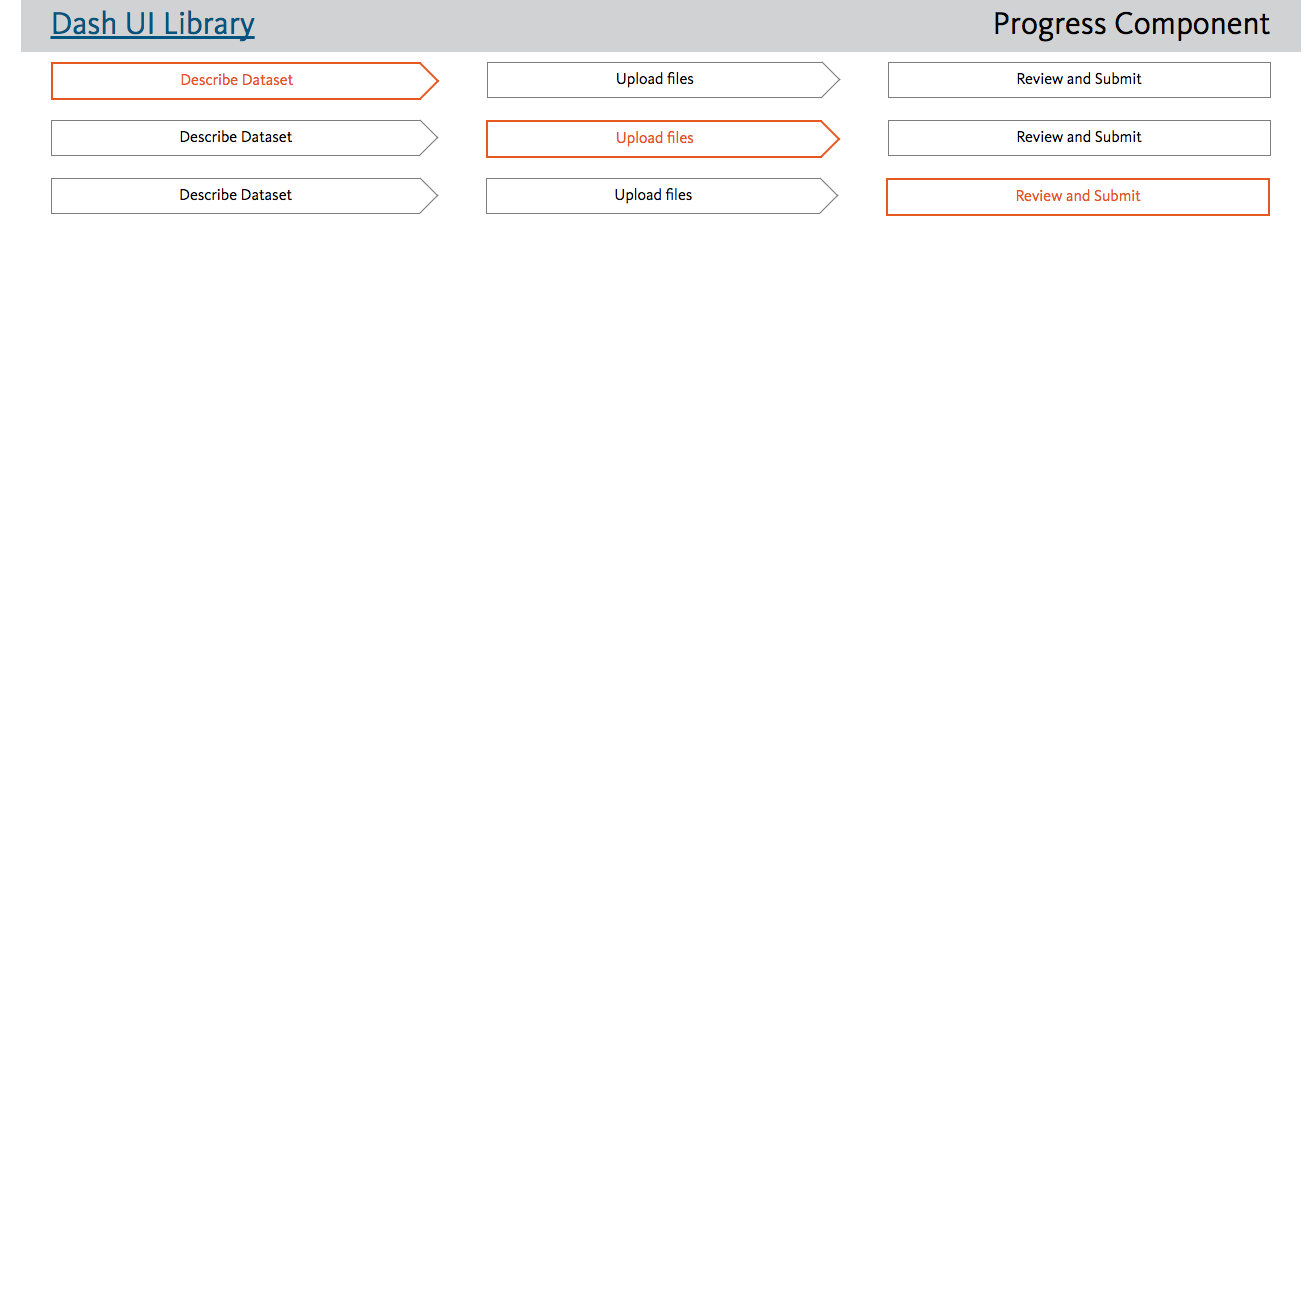 Dash UI Library Progress Component
Describe Dataset Upload files Review and Submit
Describe Dataset Upload files Review and Submit
Describe Dataset Upload files Review and Submit